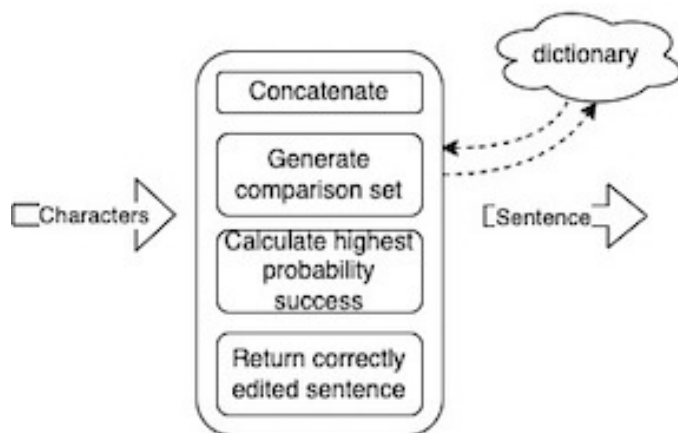 dictionary
Concatenate
Generate
comparison set
Characters
Sentence
Calculate highest
probability
success
Return correctly
edited sentence